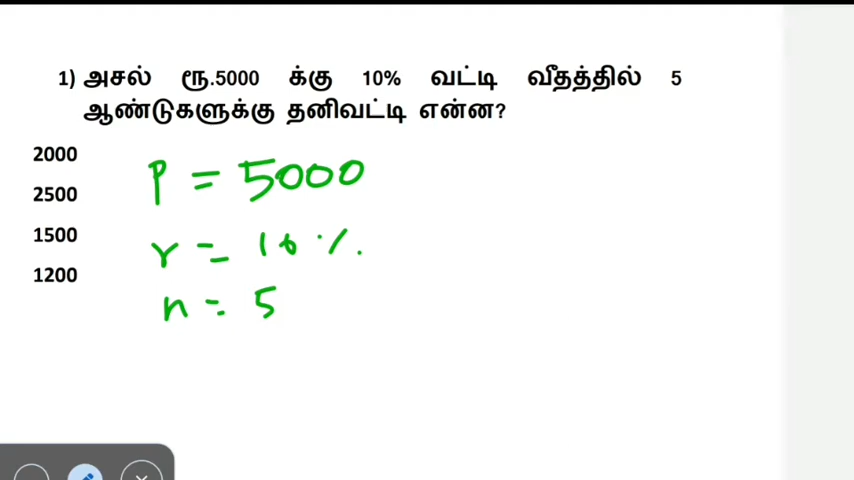 1) அசல் ரூ.5000 க்கு 10% வட்டி வீதத்தில் 5
ஆண்டுகளுக்கு தனிவட்டி என்ன?
2000
2500
1500
1200
P = 5000
r = 10 %.
n = 5